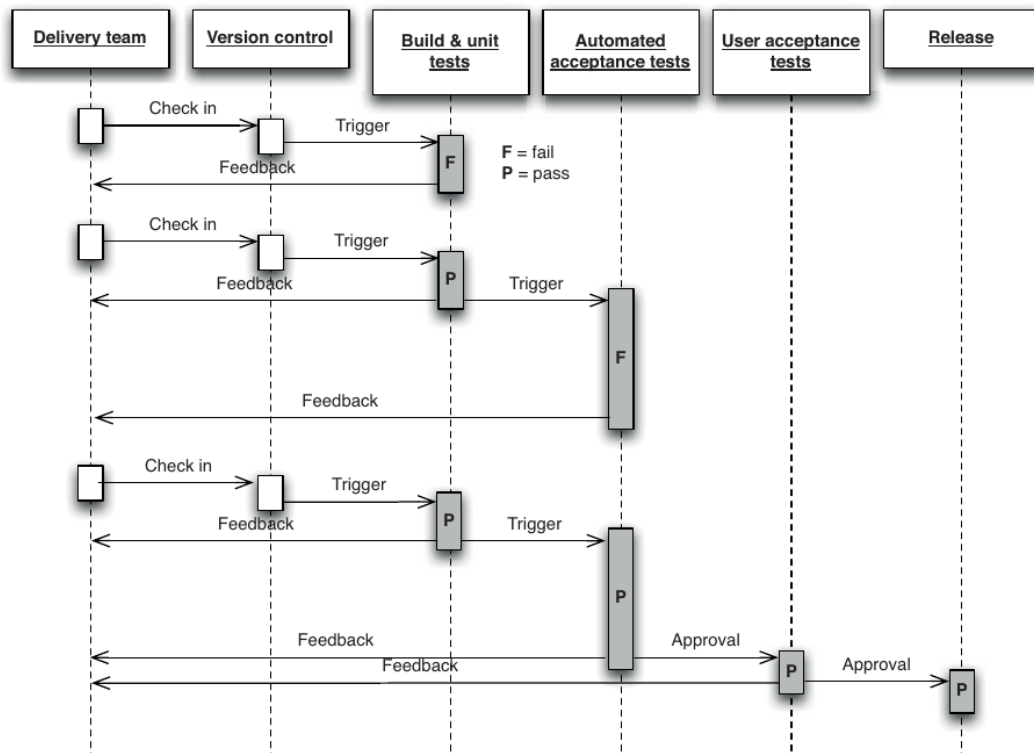 Delivery team
Version control
Build & unit
tests
Automated
acceptance tests
User acceptance
tests
Release
Check in
Trigger
F
F = fail
P = pass
Feedback
Check in
Trigger
P
Feedback
Trigger
F
Feedback
Check in
Trigger
P
Feedback
Trigger
P
Feedback
Approval
Feedback
P
Approval
P